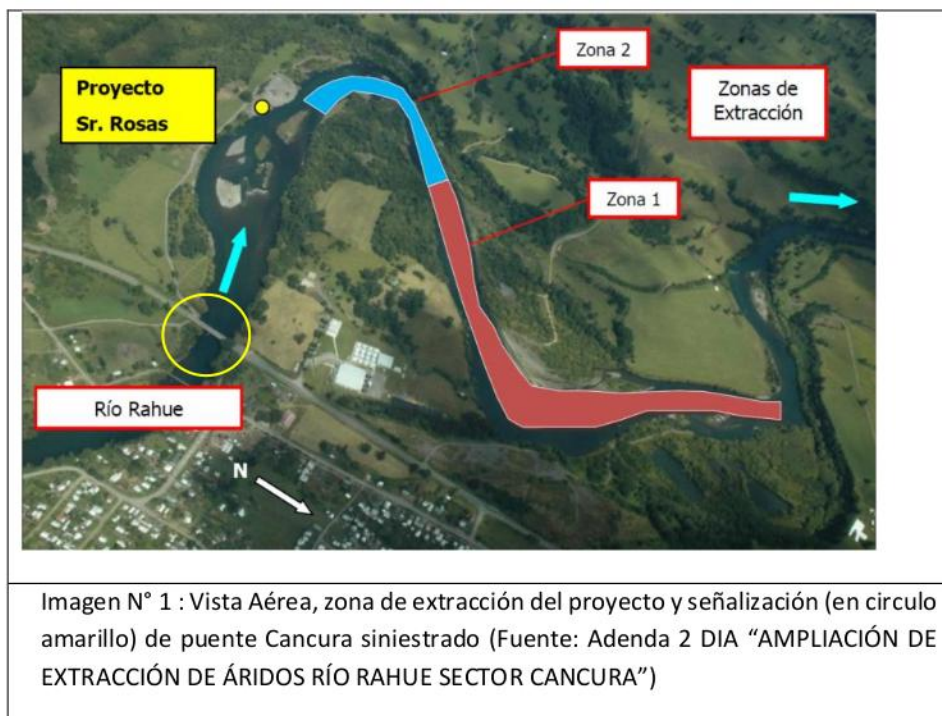 Zona 2
Proyecto
Sr. Rosas
Zonas de
Extracción
Zona 1
Río Rahue
N
Imagen N° 1 : Vista Aérea, zona de extracción del proyecto y señalización (en circulo
amarillo) de puente Cancura siniestrado (Fuente: Adenda 2 DIA “AMPLIACIÓN DE
EXTRACCIÓN DE ÁRIDOS RÍO RAHUE SECTOR CANCURA”)